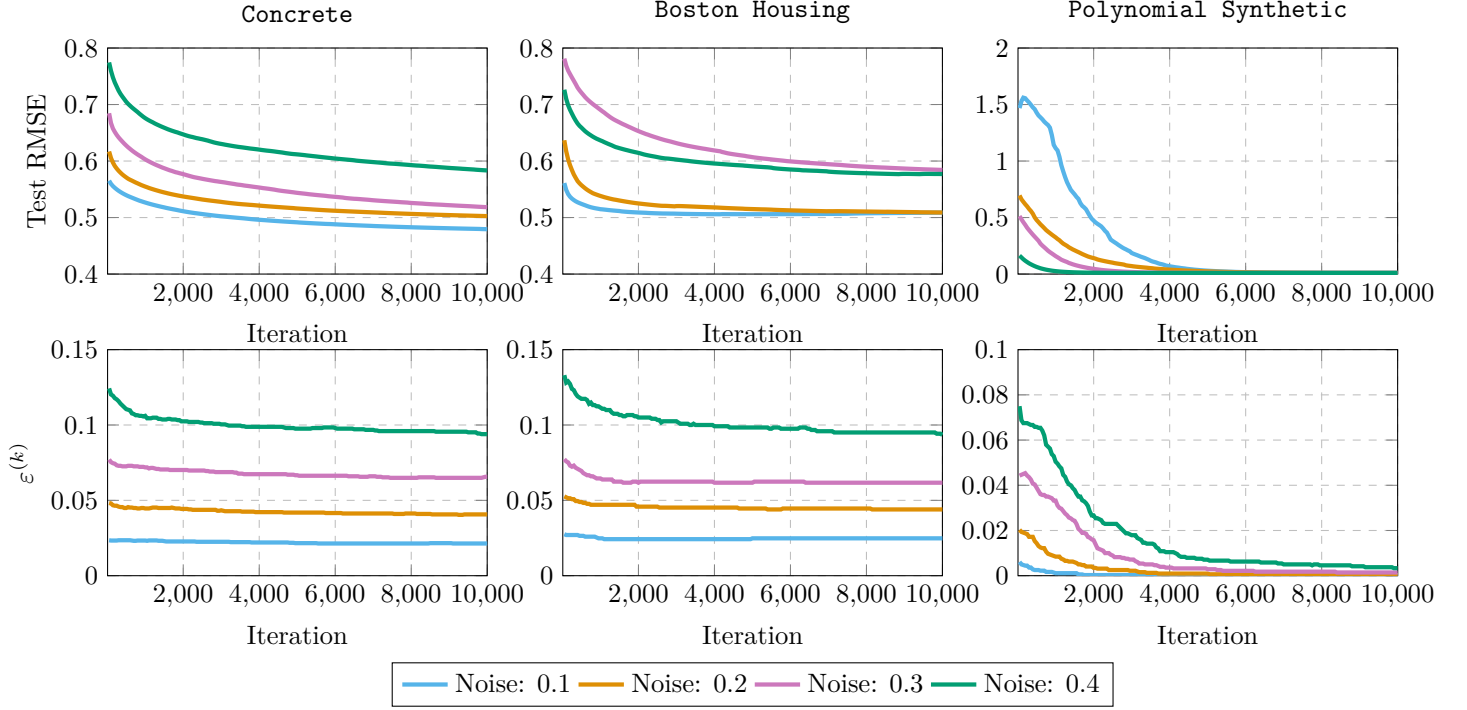 Concrete
Boston Housing
Polynomial Synthetic
Test RMSE
0.8
0.7
0.6
0.5
0.4
2,000 4,000 6,000 8,000 10,000
Iteration
0.8
0.7
0.6
0.5
0.4
2,000 4,000 6,000 8,000 10,000
Iteration
2
1.5
1
0.5
0
2,000 4,000 6,000 8,000 10,000
Iteration
ε(k)
0.15
0.1
0.05
0
2,000 4,000 6,000 8,000 10,000
Iteration
0.15
0.1
0.05
0
2,000 4,000 6,000 8,000 10,000
Iteration
0.1
0.08
0.06
0.04
0.02
0
2,000 4,000 6,000 8,000 10,000
Iteration
Noise: 0.1 Noise: 0.2 Noise: 0.3 Noise: 0.4